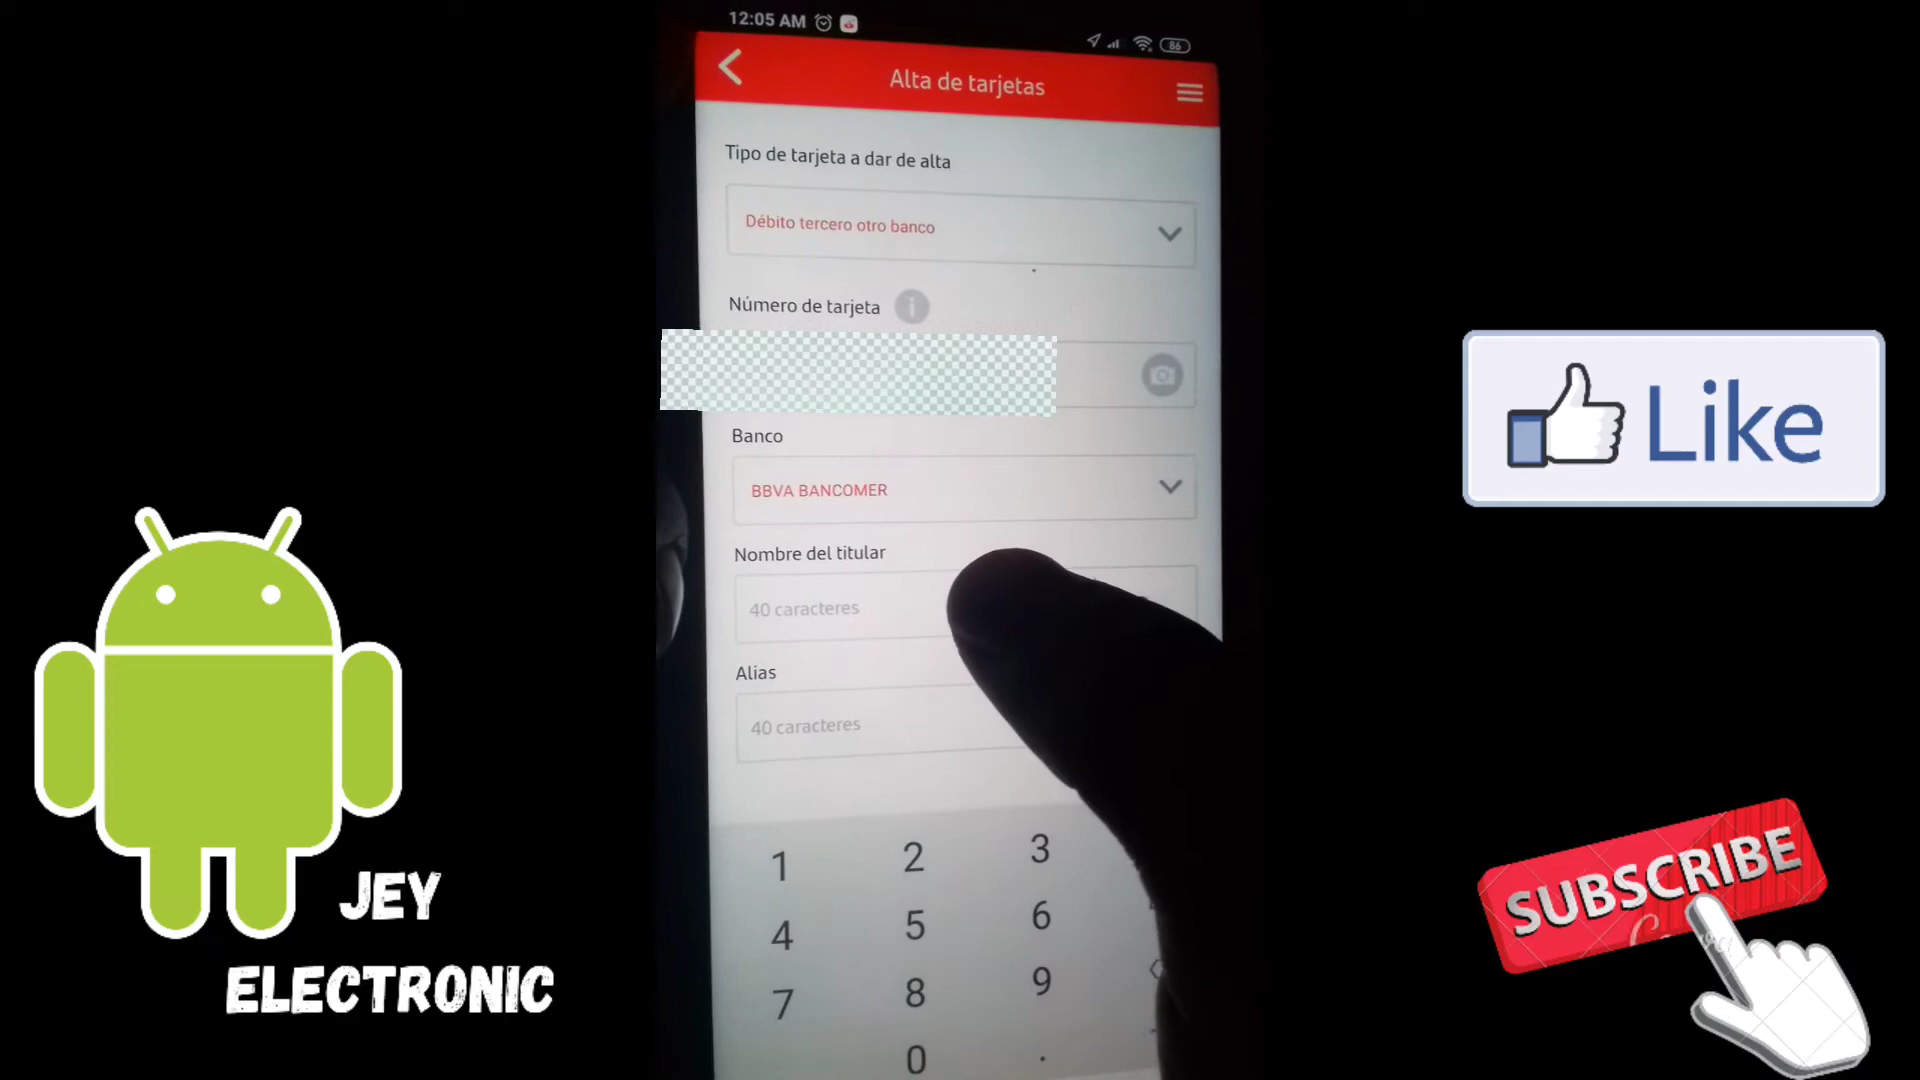 12:05 AM
86
Alta de tarjetas
Tipo de tarjeta a dar de alta
Débito tercero otro banco
Número de tarjeta
i
Banco
BBVA BANCOMER
Nombre del titular
40 caracteres
Alias
40 caracteres
1 2 3
4 5 6
7 8 9
0 .
Like
JEY
ELECTRONIC
SUBSCRIBE